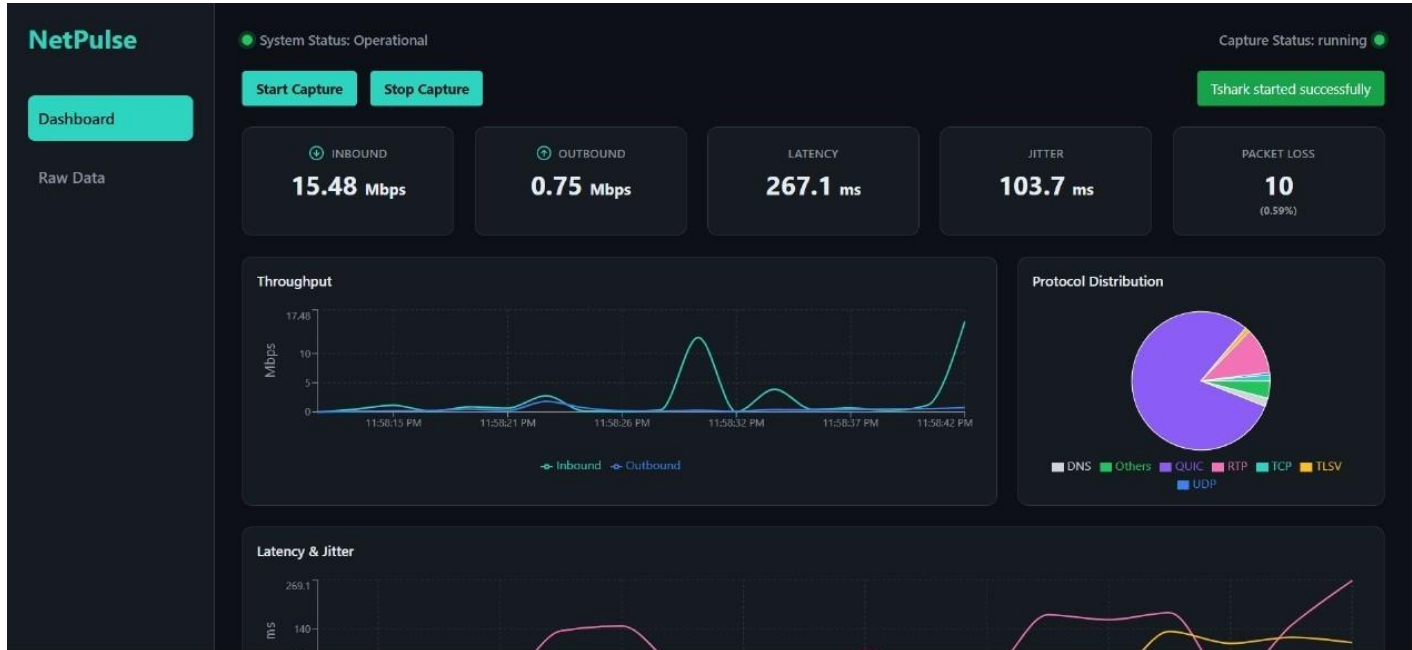 NetPulse
System Status: Operational
Capture Status: running
Start Capture
Stop Capture
Tshark started successfully
Dashboard
Raw Data
INBOUND
15.48 Mbps
OUTBOUND
0.75 Mbps
LATENCY
267.1 ms
JITTER
103.7 ms
PACKET LOSS
10
(0.59%)
Throughput
17.48
10
5
0
Mbps
11:58:15 PM
11:58:21 PM
11:58:26 PM
11:58:32 PM
11:58:37 PM
11:58:42 PM
Inbound Outbound
Protocol Distribution
DNS Others QUIC RTP TCP TLSV
UDP
Latency & Jitter
269.1
140
ms